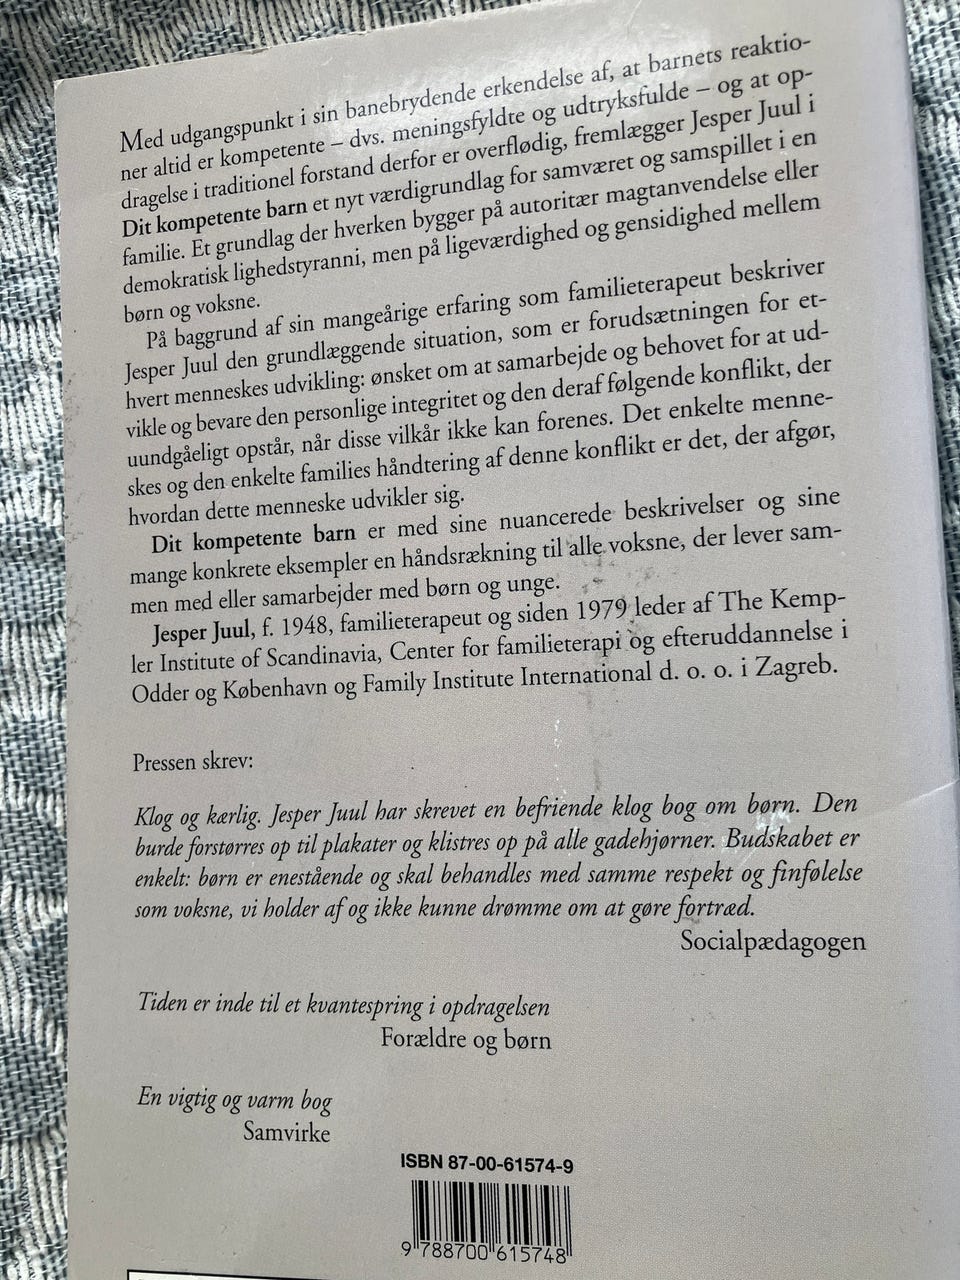 Med udgangspunkt i sin banebrydende erkendelse af, at barnets reaktio-
ner altid er kompetente – dvs. meningsfyldte og udtryksfulde – og at op-
dragelse i traditionel forstand derfor er overflødig, fremlægger Jesper Juul i
Dit kompetente barn et nyt værdigrundlag for samværet og samspillet i en
familie. Et grundlag der hverken bygger på autoritær magtanvendelse eller
demokratisk lighedstyranni, men på ligeværdighed og gensidighed mellem
børn og voksne.
På baggrund af sin mangeårige erfaring som familieterapeut beskriver
Jesper Juul den grundlæggende situation, som er forudsætningen for et-
hvert menneskes udvikling: ønsket om at samarbejde og behovet for at ud-
vikle og bevare den personlige integritet og den deraf følgende konflikt, der
uundgåeligt opstår, når disse vilkår ikke kan forenes. Det enkelte menne-
skes og den enkelte families håndtering af denne konflikt er det, der afgør,
hvordan dette menneske udvikler sig.
Dit kompetente barn er med sine nuancerede beskrivelser og sine
mange konkrete eksempler en håndsrækning til alle voksne, der lever sam-
men med eller samarbejder med børn og unge.
Jesper Juul, f. 1948, familieterapeut og siden 1979 leder af The Kemp-
ler Institute of Scandinavia, Center for familieterapi og efteruddannelse i
Odder og København og Family Institute International d. o. o. i Zagreb.
Pressen skrev:
Klog og kærlig. Jesper Juul har skrevet en befriende klog bog om børn. Den
burde forstørres op til plakater og klistres op på alle gadehjørner. Budskabet er
enkelt: børn er enestående og skal behandles med samme respekt og finfølelse
som voksne, vi holder af og ikke kunne drømme om at gøre fortræd.
Socialpædagogen
Tiden er inde til et kvantespring i opdragelsen
Forældre og børn
En vigtig og varm bog
Samvirke
ISBN 87-00-61574-9
9 788700 615748